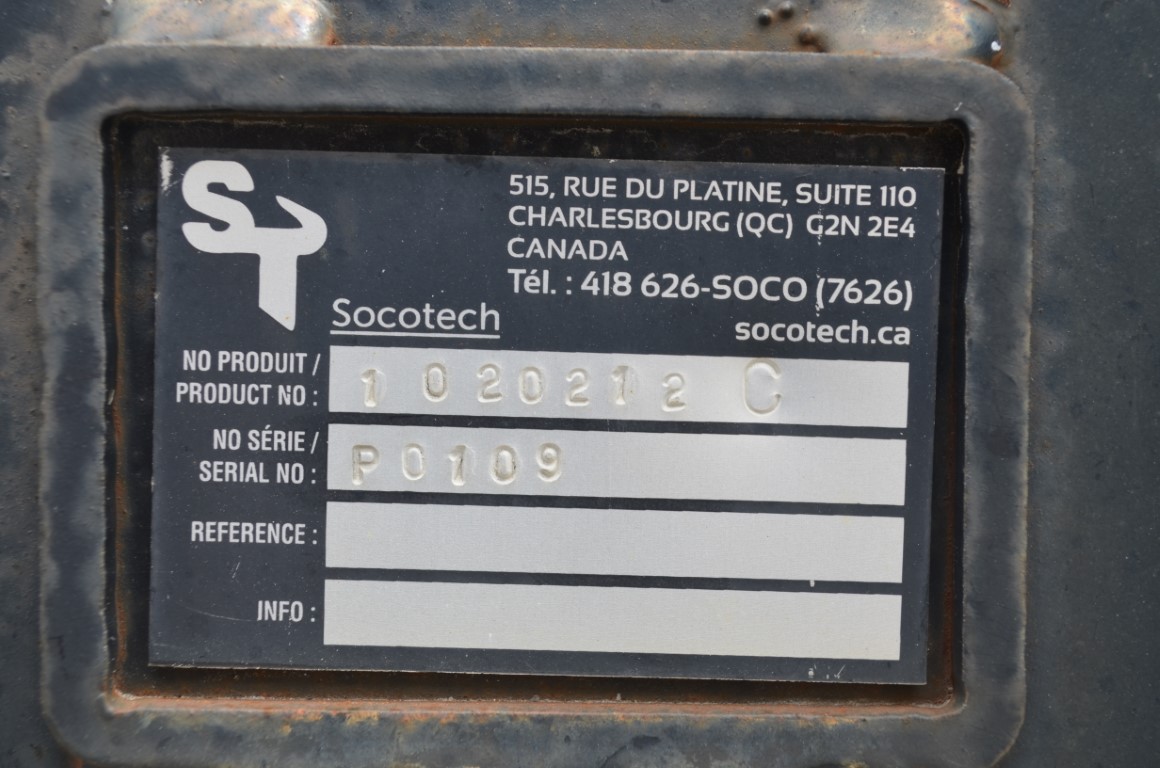 ST
Socotech
515, RUE DU PLATINE, SUITE 110
CHARLESBOURG (QC) G2N 2E4
CANADA
Tél. : 418 626-SOCO (7626)
socotech.ca
NO PRODUIT /
PRODUCT NO : 1 020212 C
NO SÉRIE /
SERIAL NO : P0109
REFERENCE :
INFO :